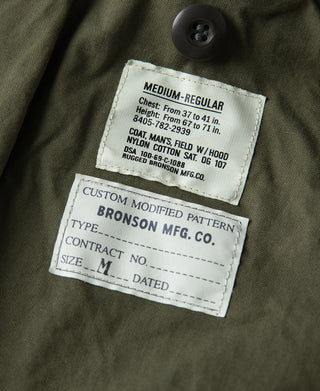 MEDIUM-REGULAR
Chest: From 37 to 41 in.
Height: From 67 to 71 in.
8405-782-2939
COAT, MAN'S, FIELD W/HOOD
NYLON COTTON SAT. OG 107
DSA 100-69-C-1088
RUGGED BRONSON MFG.CO.
CUSTOM MODIFIED PATTERN
BRONSON MFG. CO.
TYPE
CONTRACT NO
SIZE M DATED